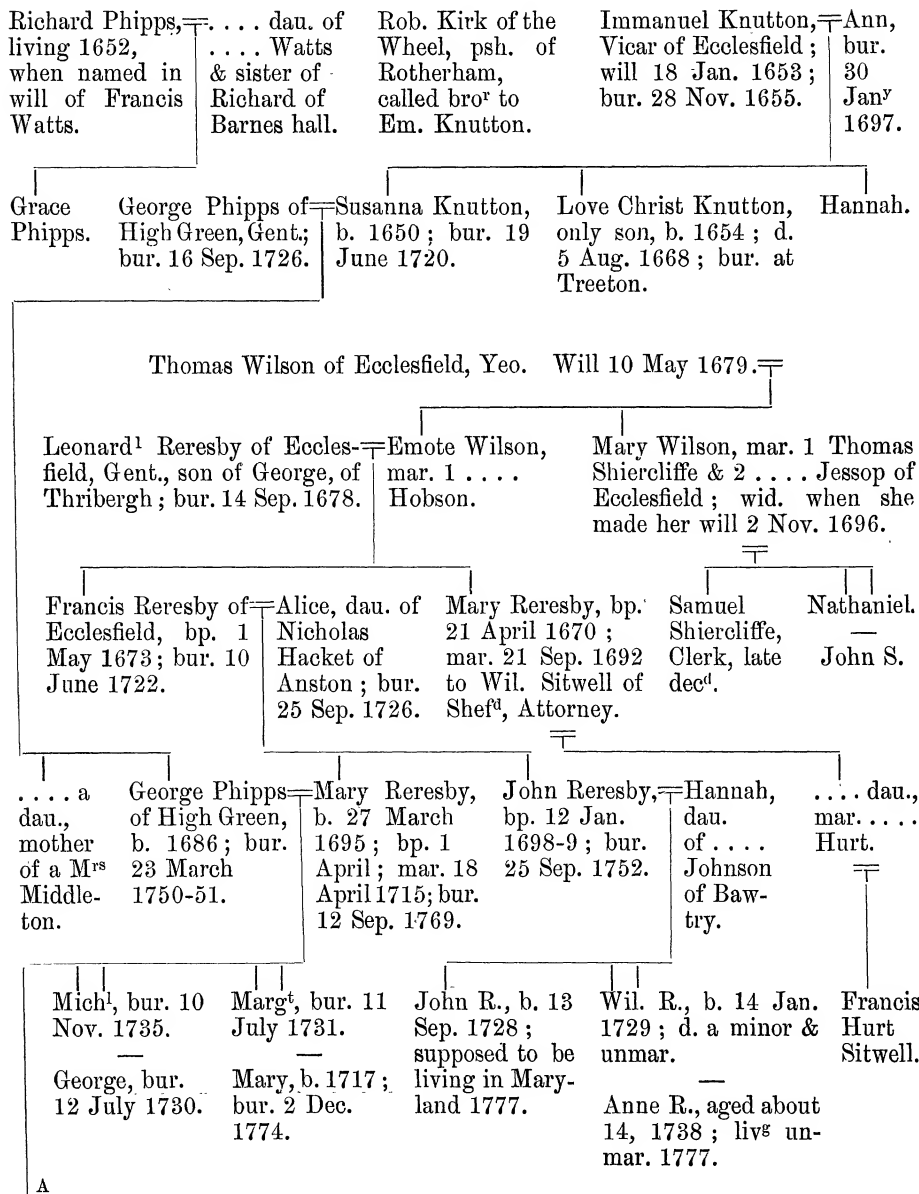 Richard Phipps,
living 1652,
when named in
will of Francis
Watts.
. . . . dau. of
. . . . Watts
& sister of
Richard of
Barnes hall.
Rob. Kirk of the
Wheel, psh. of
Rotherham,
called broʳ to
Em. Knutton.
Immanuel Knutton,
Vicar of Ecclesfield ;
will 18 Jan. 1653 ;
bur. 28 Nov. 1655.
Ann,
bur.
30
Janʸ
1697.
Grace
Phipps.
George Phipps of
High Green, Gent.;
bur. 16 Sep. 1726.
Susanna Knutton,
b. 1650 ; bur. 19
June 1720.
Love Christ Knutton,
only son, b. 1654 ; d.
5 Aug. 1668 ; bur. at
Treeton.
Hannah.
Thomas Wilson of Ecclesfield, Yeo. Will 10 May 1679.
Leonard¹ Reresby of Eccles-
field, Gent., son of George, of
Thribergh ; bur. 14 Sep. 1678.
Emote Wilson,
mar. 1 . . . .
Hobson.
Mary Wilson, mar. 1 Thomas
Shiercliffe & 2 . . . . Jessop of
Ecclesfield ; wid. when she
made her will 2 Nov. 1696.
Francis Reresby of
Ecclesfield, bp. 1
May 1673 ; bur. 10
June 1722.
Alice, dau. of
Nicholas
Hacket of
Anston ; bur.
25 Sep. 1726.
Mary Reresby, bp.
21 April 1670 ;
mar. 21 Sep. 1692
to Wil. Sitwell of
Shefᵈ, Attorney.
Samuel
Shiercliffe,
Clerk, late
decᵈ.
Nathaniel.
—
John S.
. . . . a
dau.,
mother
of a Mʳˢ
Middle-
ton.
George Phipps
of High Green,
b. 1686 ; bur.
23 March
1750-51.
Mary Reresby,
b. 27 March
1695 ; bp. 1
April ; mar. 18
April 1715; bur.
12 Sep. 1769.
John Reresby,
bp. 12 Jan.
1698-9 ; bur.
25 Sep. 1752.
Hannah,
dau.
of . . . .
Johnson
of Baw-
try.
. . . . dau.,
mar. . . . .
Hurt.
Michˡ, bur. 10
Nov. 1735.
—
George, bur.
12 July 1730.
Margᵗ, bur. 11
July 1731.
—
Mary, b. 1717 ;
bur. 2 Dec.
1774.
John R., b. 13
Sep. 1728 ;
supposed to be
living in Mary-
land 1777.
Wil. R., b. 14 Jan.
1729 ; d. a minor &
unmar.
—
Anne R., aged about
14, 1738 ; livᵍ un-
mar. 1777.
Francis
Hurt
Sitwell.
A